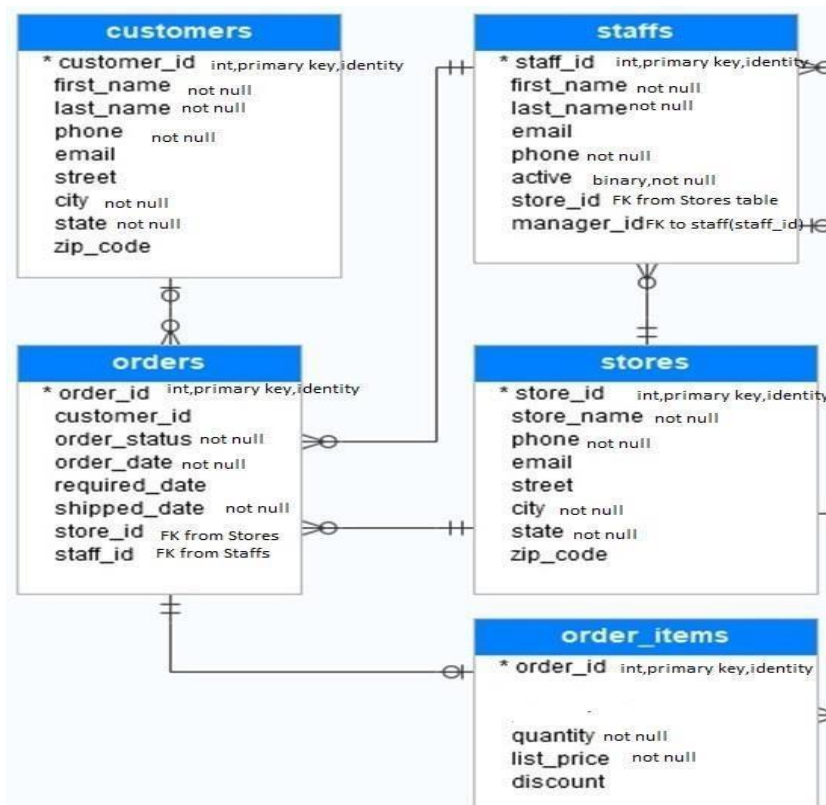 customers
* customer_id int,primary key,identity
first_name not null
last_name not null
phone not null
email
street
city not null
state not null
zip_code
staffs
* staff_id int,primary key,identity
first_name not null
last_name not null
email
phone not null
active binary,not null
store_id FK from Stores table
manager_id FK to staff(staff_id)
orders
* order_id int,primary key,identity
customer_id
order_status not null
order_date not null
required_date
shipped_date not null
store_id FK from Stores
staff_id FK from Staffs
stores
* store_id int,primary key,identity
store_name not null
phone not null
email
street
city not null
state not null
zip_code
order_items
* order_id int,primary key,identity
quantity not null
list_price not null
discount